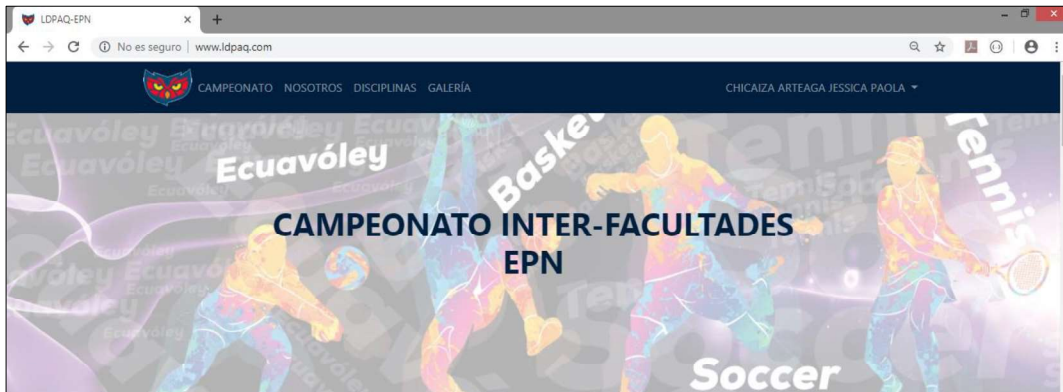 LDPAQ-EPN
No es seguro | www.ldpaq.com
CAMPEONATO NOSOTROS DISCIPLINAS GALERÍA CHICAIZA ARTEAGA JESSICA PAOLA
Ecuavóley
Basket
Tennis
CAMPEONATO INTER-FACULTADES
EPN
Soccer